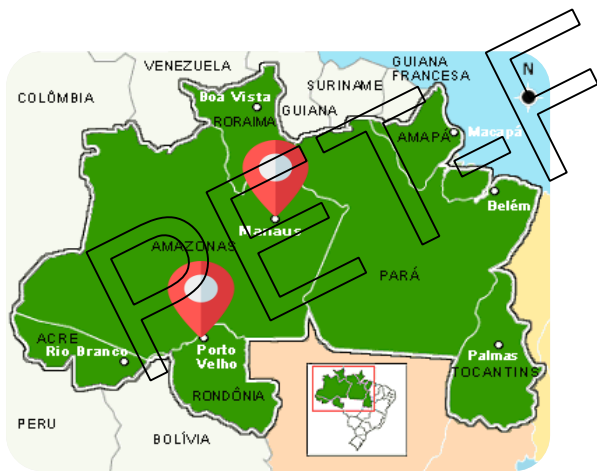 GUIANA
FRANCESA
VENEZUELA
SURINAME
N
COLÔMBIA
Boa Vista
GUIANA
RORAIMA
AMAPÁ
Macapá
Belém
Manaus
AMAZONAS
PARÁ
ACRE
Rio Branco
Porto
Velho
Palmas
TOCANTINS
RONDÔNIA
PERU
BOLÍVIA
PETI-E